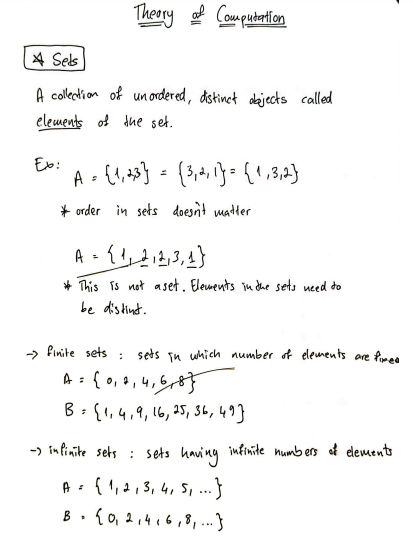 Theory of Computation
* Sets
A collection of unordered, distinct objects called
elements of the set.
Ex:
A = {1,2,3} = {3,2,1} = {1,3,2}
* order in sets doesn't matter
A = {1, 2, 2, 3, 1}
* This is not a set. Elements in the sets need to
be distinct.
→ finite sets : sets in which number of elements are fixed
A = {0, 2, 4, 6, 8}
B = {1, 4, 9, 16, 25, 36, 49}
→ infinite sets : sets having infinite numbers of elements
A = {1, 2, 3, 4, 5, ...}
B = {0, 2, 4, 6, 8, ...}